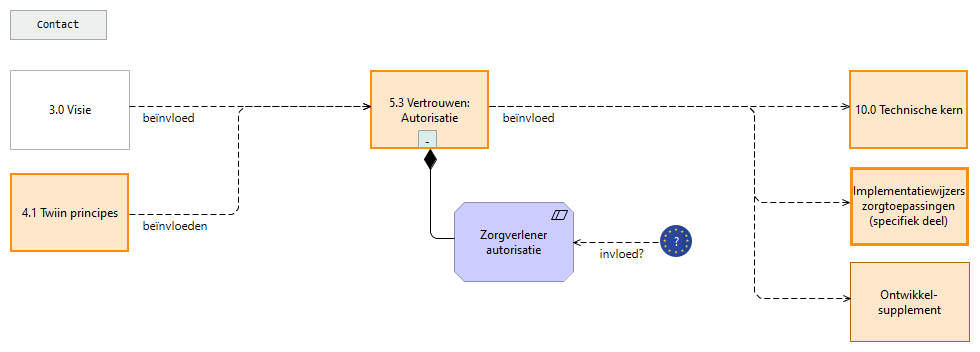 Contact
3.0 Visie
beïnvloed
4.1 Twiin principes
beïnvloeden
5.3 Vertrouwen:
Autorisatie
-
beïnvloed
Zorgverlener
autorisatie
invloed?
?
10.0 Technische kern
Implementatiewijzers
zorgtoepassingen
(specifiek deel)
Ontwikkel-
supplement